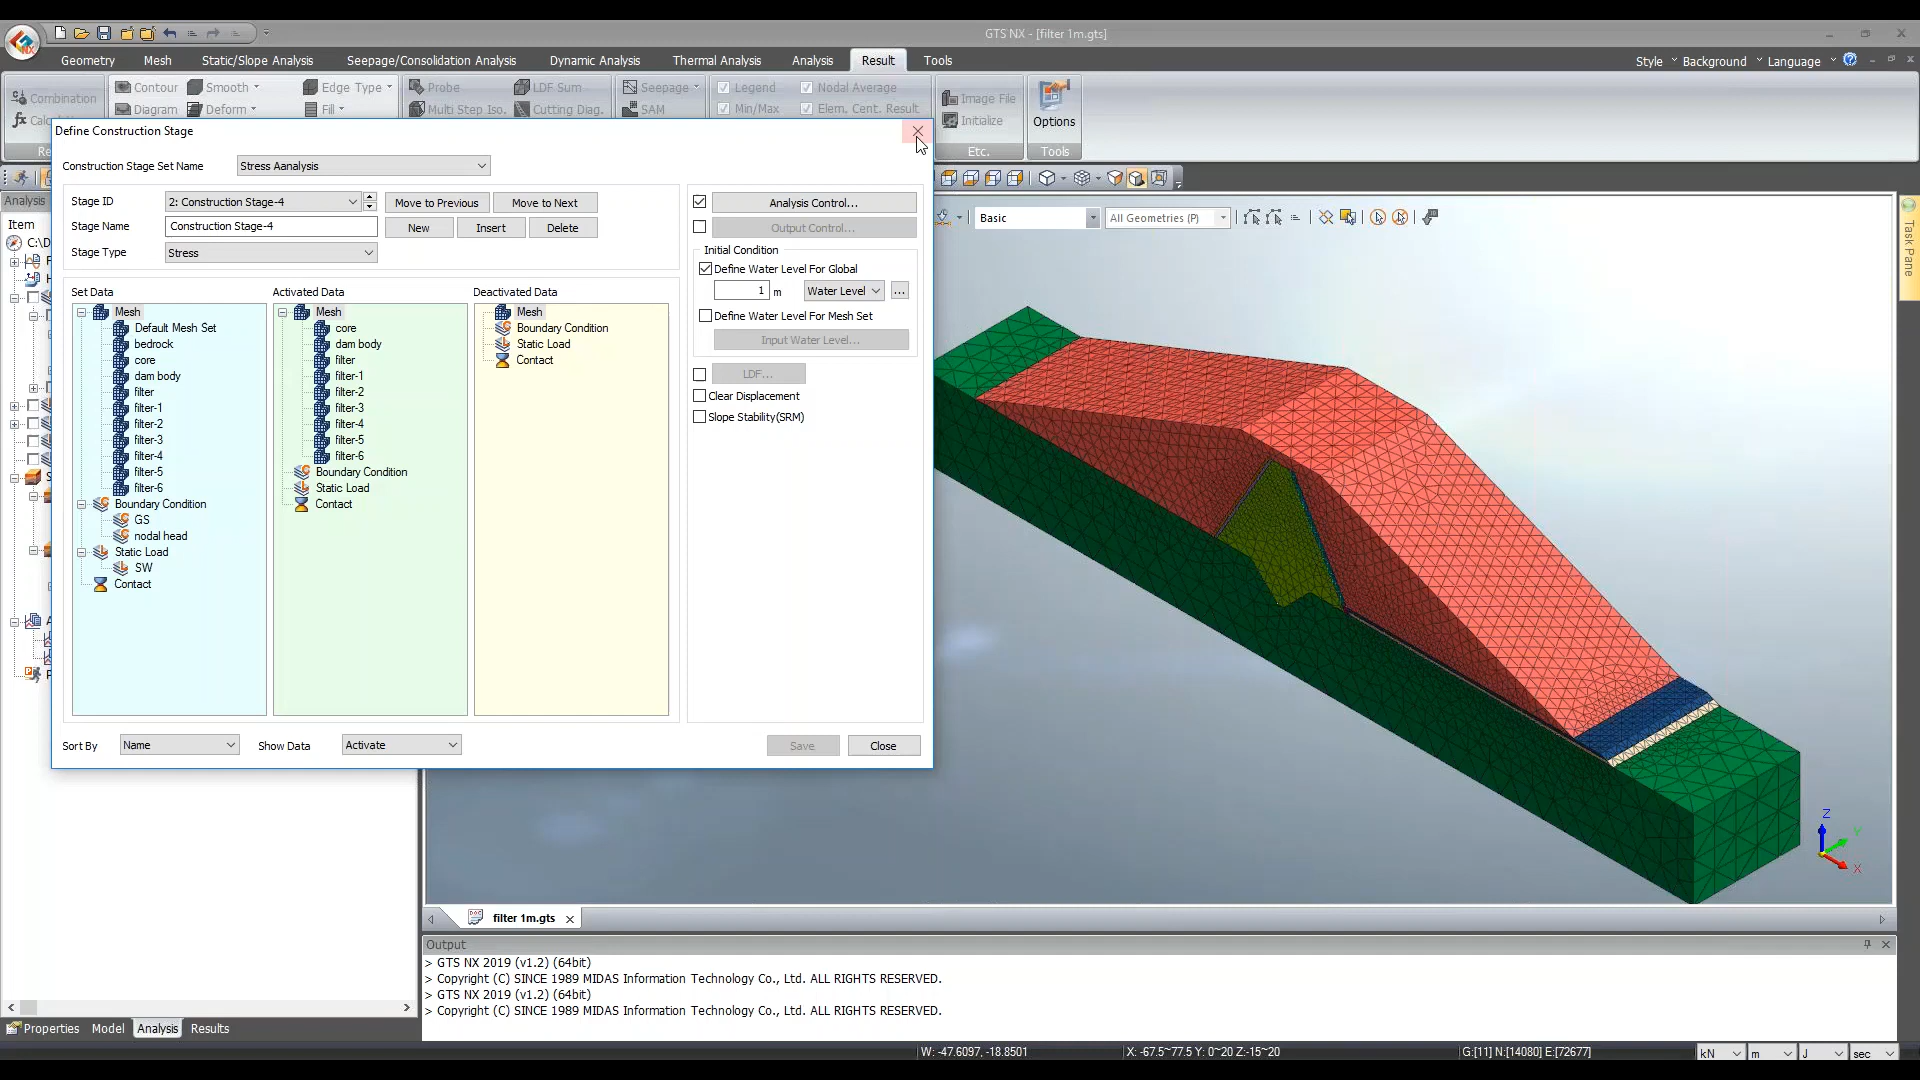 GTS NX - [filter 1m.gts]
Geometry Mesh Static/Slope Analysis Seepage/Consolidation Analysis Dynamic Analysis Thermal Analysis Analysis Result Tools
Style Background Language
Combination Contour Smooth Edge Type Probe LDF Sum Seepage Legend Nodal Average Image File
Diagram Deform Fill Multi Step Iso. Cutting Diag. SAM Min/Max Elem. Cent. Result Initialize Options
Etc. Tools
Define Construction Stage
Construction Stage Set Name Stress Aanalysis
Stage ID 2: Construction Stage-4 Move to Previous Move to Next
Stage Name Construction Stage-4 New Insert Delete
Stage Type Stress
Analysis Control...
Output Control...
Initial Condition
Define Water Level For Global
1 m Water Level ...
Define Water Level For Mesh Set
Input Water Level...
LDF...
Clear Displacement
Slope Stability(SRM)
Set Data
Mesh
Default Mesh Set
bedrock
core
dam body
filter
filter-1
filter-2
filter-3
filter-4
filter-5
filter-6
Boundary Condition
GS
nodal head
Static Load
SW
Contact
Activated Data
Mesh
core
dam body
filter
filter-1
filter-2
filter-3
filter-4
filter-5
filter-6
Boundary Condition
Static Load
Contact
Deactivated Data
Mesh
Boundary Condition
Static Load
Contact
Sort By Name Show Data Activate Save Close
Analysis
Item
Basic All Geometries (P)
Task Pane
Z
Y
X
filter 1m.gts
Output
> GTS NX 2019 (v1.2) (64bit)
> Copyright (C) SINCE 1989 MIDAS Information Technology Co., Ltd. ALL RIGHTS RESERVED.
> GTS NX 2019 (v1.2) (64bit)
> Copyright (C) SINCE 1989 MIDAS Information Technology Co., Ltd. ALL RIGHTS RESERVED.
Properties Model Analysis Results
W: -47.6097, -18.8501 X: -67.5~77.5 Y: 0~20 Z:-15~20 G:[11] N:[14080] E:[72677] kN m J sec